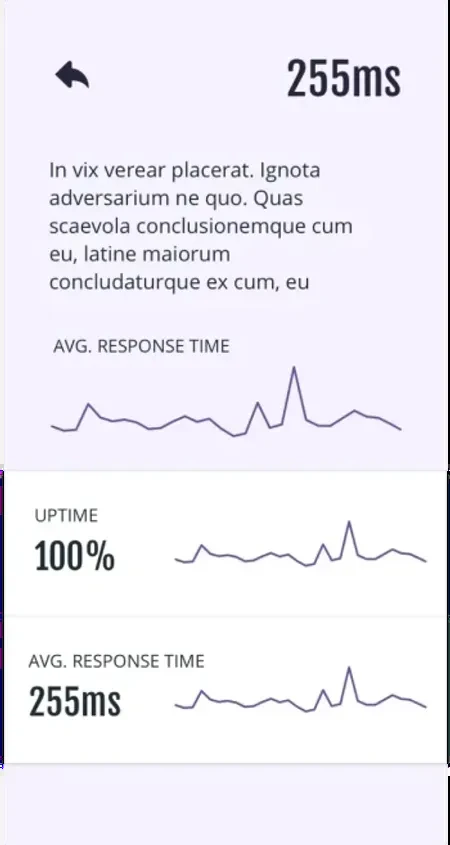 255ms
In vix verear placerat. Ignota
adversarium ne quo. Quas
scaevola conclusionemque cum
eu, latine maiorum
concludaturque ex cum, eu
AVG. RESPONSE TIME
UPTIME
100%
AVG. RESPONSE TIME
255ms